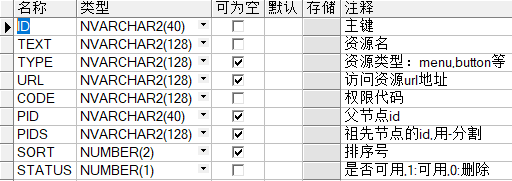 名称 类型 可为空 默认 存储 注释
ID NVARCHAR2(40) 主键
TEXT NVARCHAR2(128) 资源名
TYPE NVARCHAR2(128) 资源类型：menu,button等
URL NVARCHAR2(128) 访问资源url地址
CODE NVARCHAR2(128) 权限代码
PID NVARCHAR2(40) 父节点id
PIDS NVARCHAR2(128) 祖先节点的id,用-分割
SORT NUMBER(2) 排序号
STATUS NUMBER(1) 是否可用,1:可用,0:删除